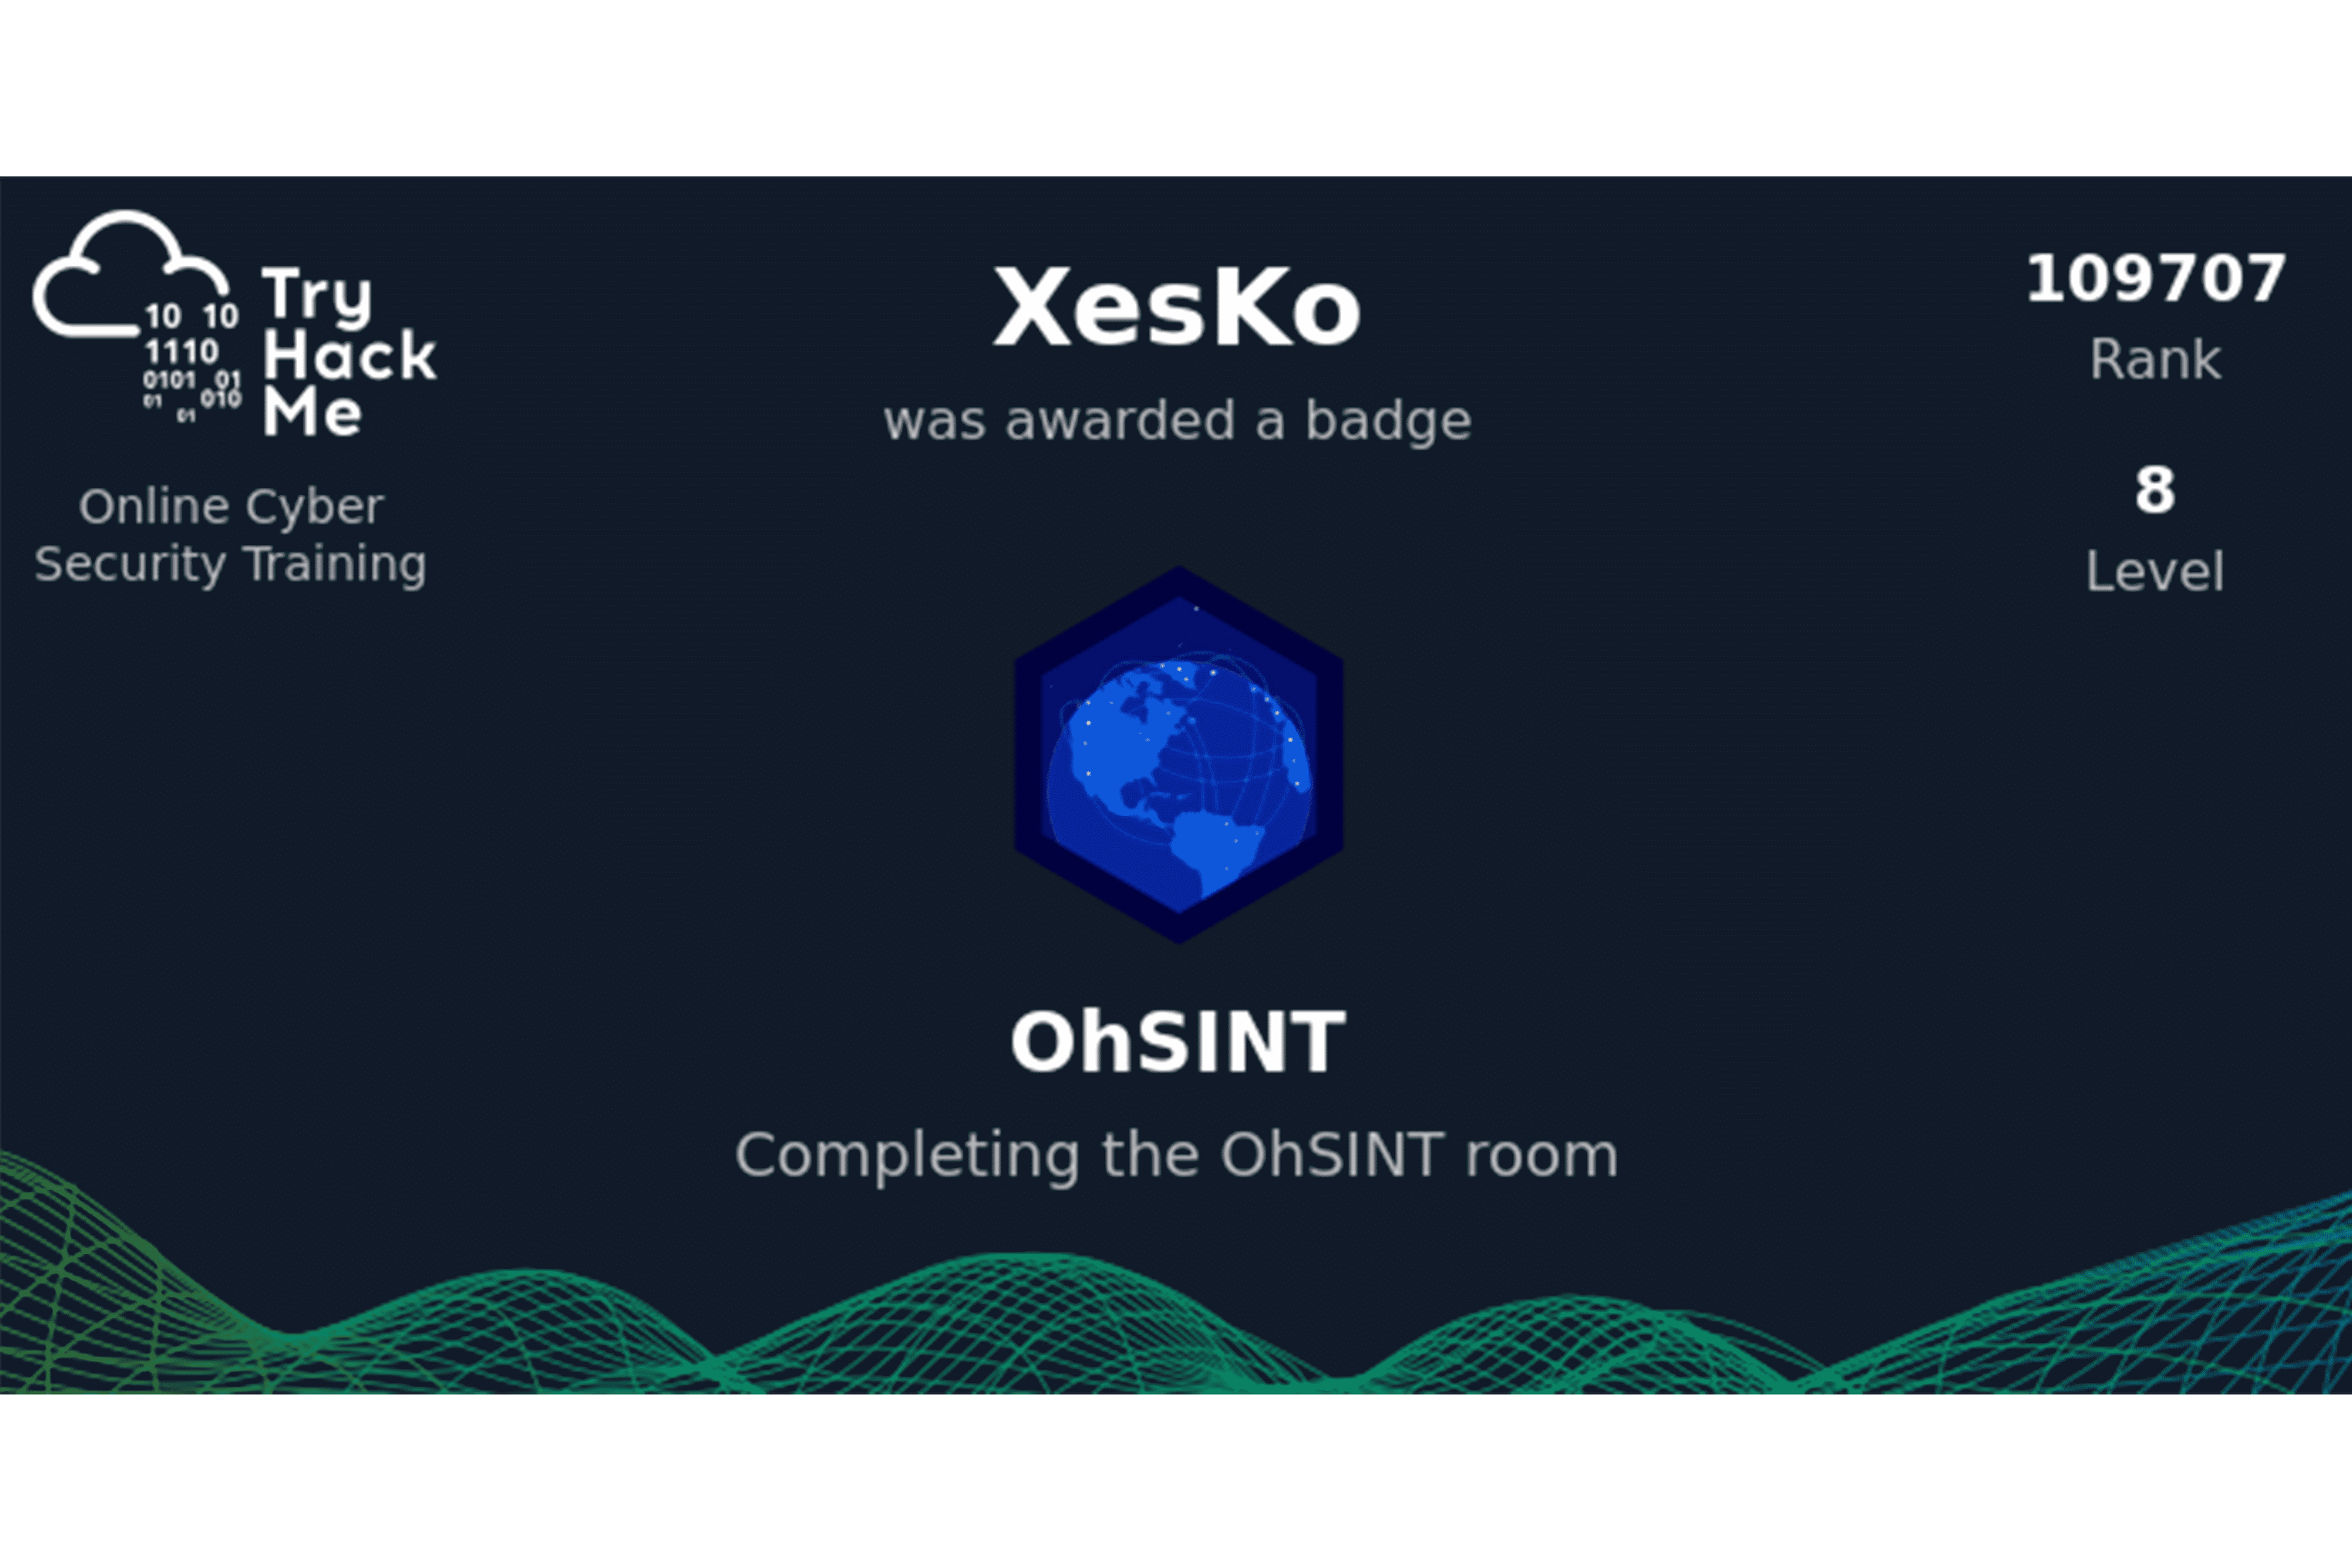 10 10
1110
0101 01
01 010
01
Try
Hack
Me
Online Cyber
Security Training
XesKo
was awarded a badge
109707
Rank
8
Level
OhSINT
Completing the OhSINT room